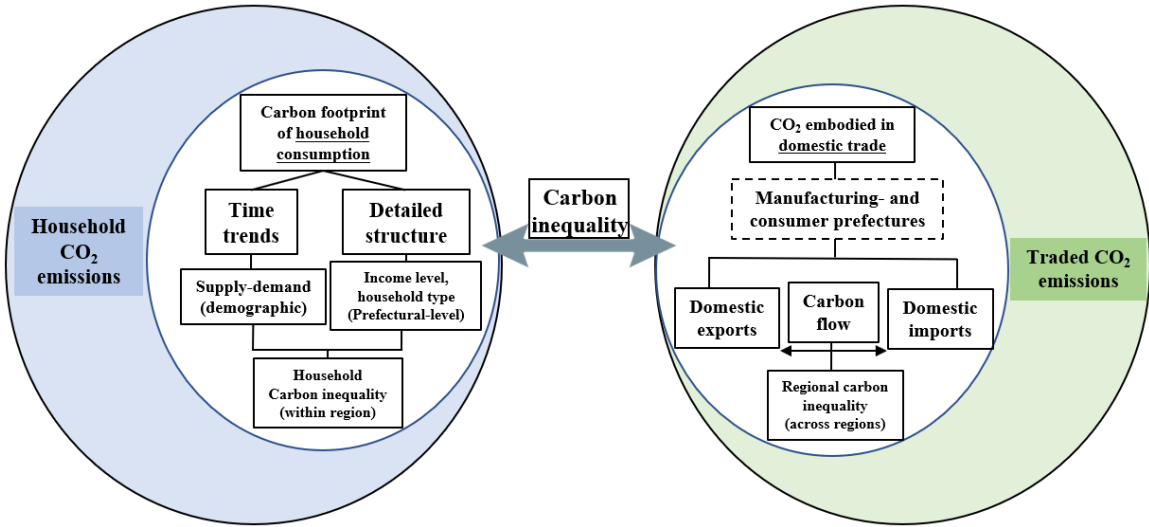 Household
CO₂
emissions
Carbon footprint
of household
consumption
Time
trends
Detailed
structure
Supply-demand
(demographic)
Income level,
household type
(Prefectural-level)
Household
Carbon inequality
(within region)
Carbon
inequality
CO₂ embodied in
domestic trade
Manufacturing- and
consumer prefectures
Domestic
exports
Carbon
flow
Domestic
imports
Regional carbon
inequality
(across regions)
Traded CO₂
emissions